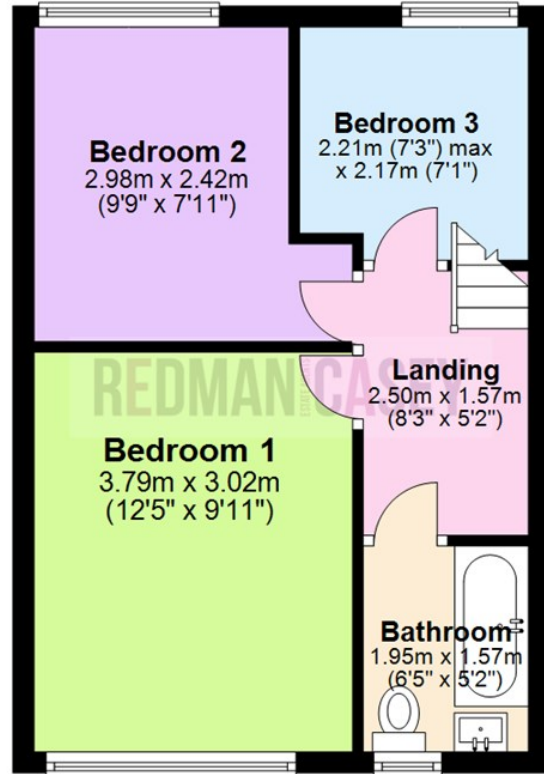 Bedroom 2
2.98m x 2.42m
(9'9" x 7'11")
Bedroom 3
2.21m (7'3") max
x 2.17m (7'1")
Landing
2.50m x 1.57m
(8'3" x 5'2")
REDMAN CASEY
Bedroom 1
3.79m x 3.02m
(12'5" x 9'11")
Bathroom
1.95m x 1.57m
(6'5" x 5'2")